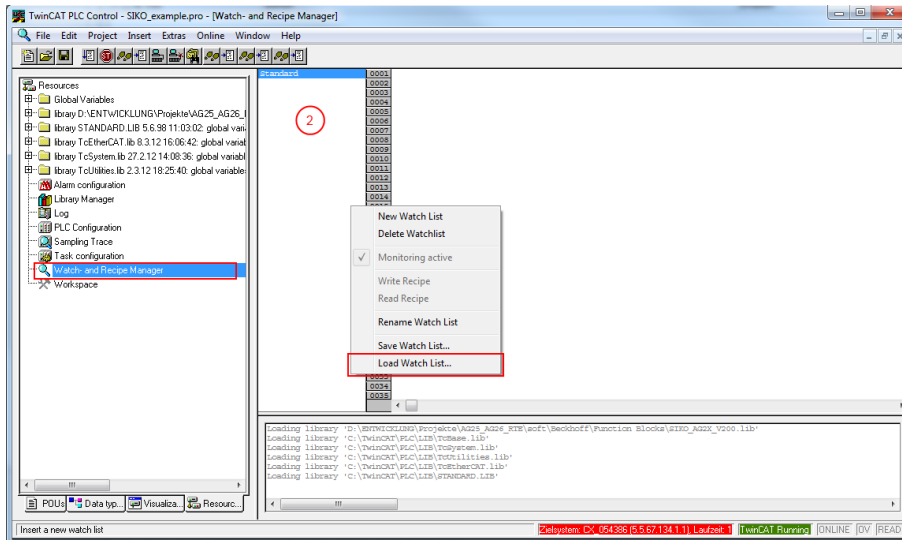 TwinCAT PLC Control - SIKO_example.pro - [Watch- and Recipe Manager]
File Edit Project Insert Extras Online Window Help
Resources
Global Variables
library D:\ENTWICKLUNG\Projekte\AG25_AG26_
library STANDARD.LIB 5.6.98 11:03:02: global vari
library TcEtherCAT.lib 8.3.12 16:06:42: global variab
library TcSystem.lib 27.2.12 14:08:36: global variabl
library TcUtilities.lib 2.3.12 18:25:40: global variable
Alarm configuration
Library Manager
Log
PLC Configuration
Sampling Trace
Task configuration
Watch- and Recipe Manager
Workspace
POUs Data typ... Visualiza... Resourc...
Standard
2
0001
0002
0003
0004
0005
0006
0007
0008
0009
0010
0011
0012
0013
0014
New Watch List
Delete Watchlist
Monitoring active
Write Recipe
Read Recipe
Rename Watch List
Save Watch List...
Load Watch List...
0034
0035
Loading library 'D:\ENTWICKLUNG\Projekte\AG25_AG26_RTE\soft\Beckhoff\Function Blocks\SIKO_AG2X_V200.lib'
Loading library 'C:\TwinCAT\PLC\LIB\TcBase.lib'
Loading library 'C:\TwinCAT\PLC\LIB\TcSystem.lib'
Loading library 'C:\TwinCAT\PLC\LIB\TcUtilities.lib'
Loading library 'C:\TwinCAT\PLC\LIB\TcEtherCAT.lib'
Loading library 'C:\TwinCAT\PLC\LIB\STANDARD.LIB'
Insert a new watch list
Zielsystem: CX_054386 (5.5.67.134.1.1), Laufzeit: 1 TwinCAT Running ONLINE OV READ